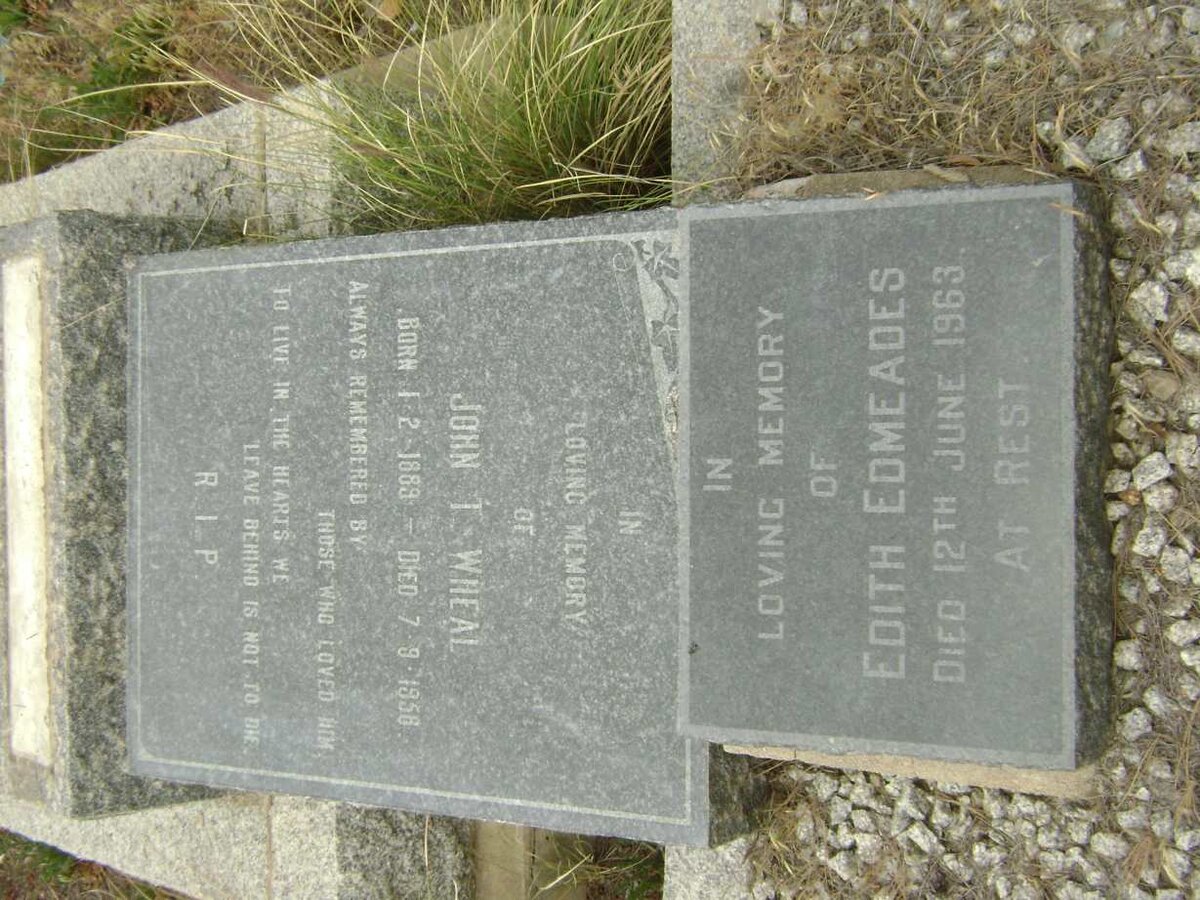 IN
LOVING MEMORY
OF
EDITH EDMEADES
DIED 12TH JUNE 1963
AT REST
IN
LOVING MEMORY
OF
JOHN T. WHEAL
BORN 1 2 1889 – DIED 7 9 1958
ALWAYS REMEMBERED BY
THOSE WHO LOVED HIM
TO LIVE IN THE HEARTS WE
LEAVE BEHIND IS NOT TO DIE
R.I.P